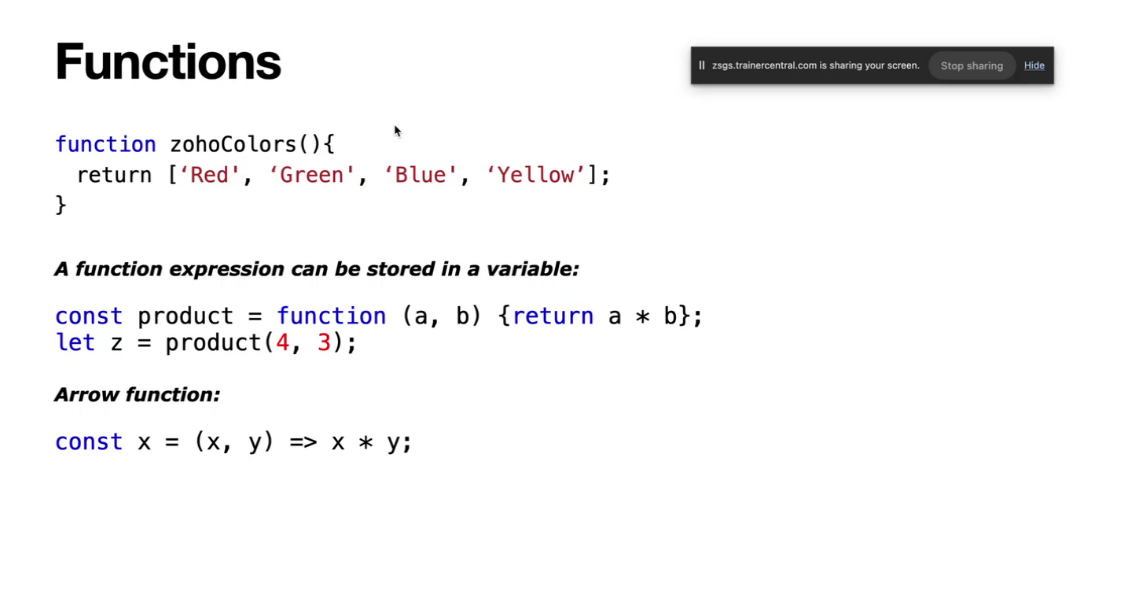 Functions
II zsgs.trainercentral.com is sharing your screen. Stop sharing Hide
function zohoColors(){
return [‘Red', ‘Green', ‘Blue', ‘Yellow’];
}
A function expression can be stored in a variable:
const product = function (a, b) {return a * b};
let z = product(4, 3);
Arrow function:
const x = (x, y) => x * y;